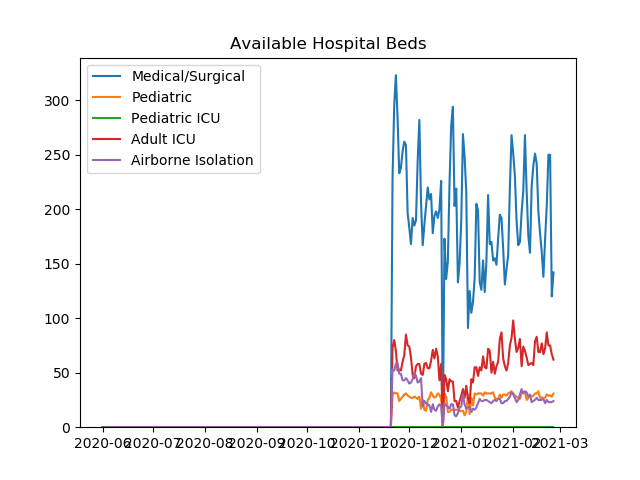 Available Hospital Beds
Medical/Surgical
Pediatric
Pediatric ICU
Adult ICU
Airborne Isolation
300
250
200
150
100
50
0
2020-06 2020-07 2020-08 2020-09 2020-10 2020-11 2020-12 2021-01 2021-02 2021-03